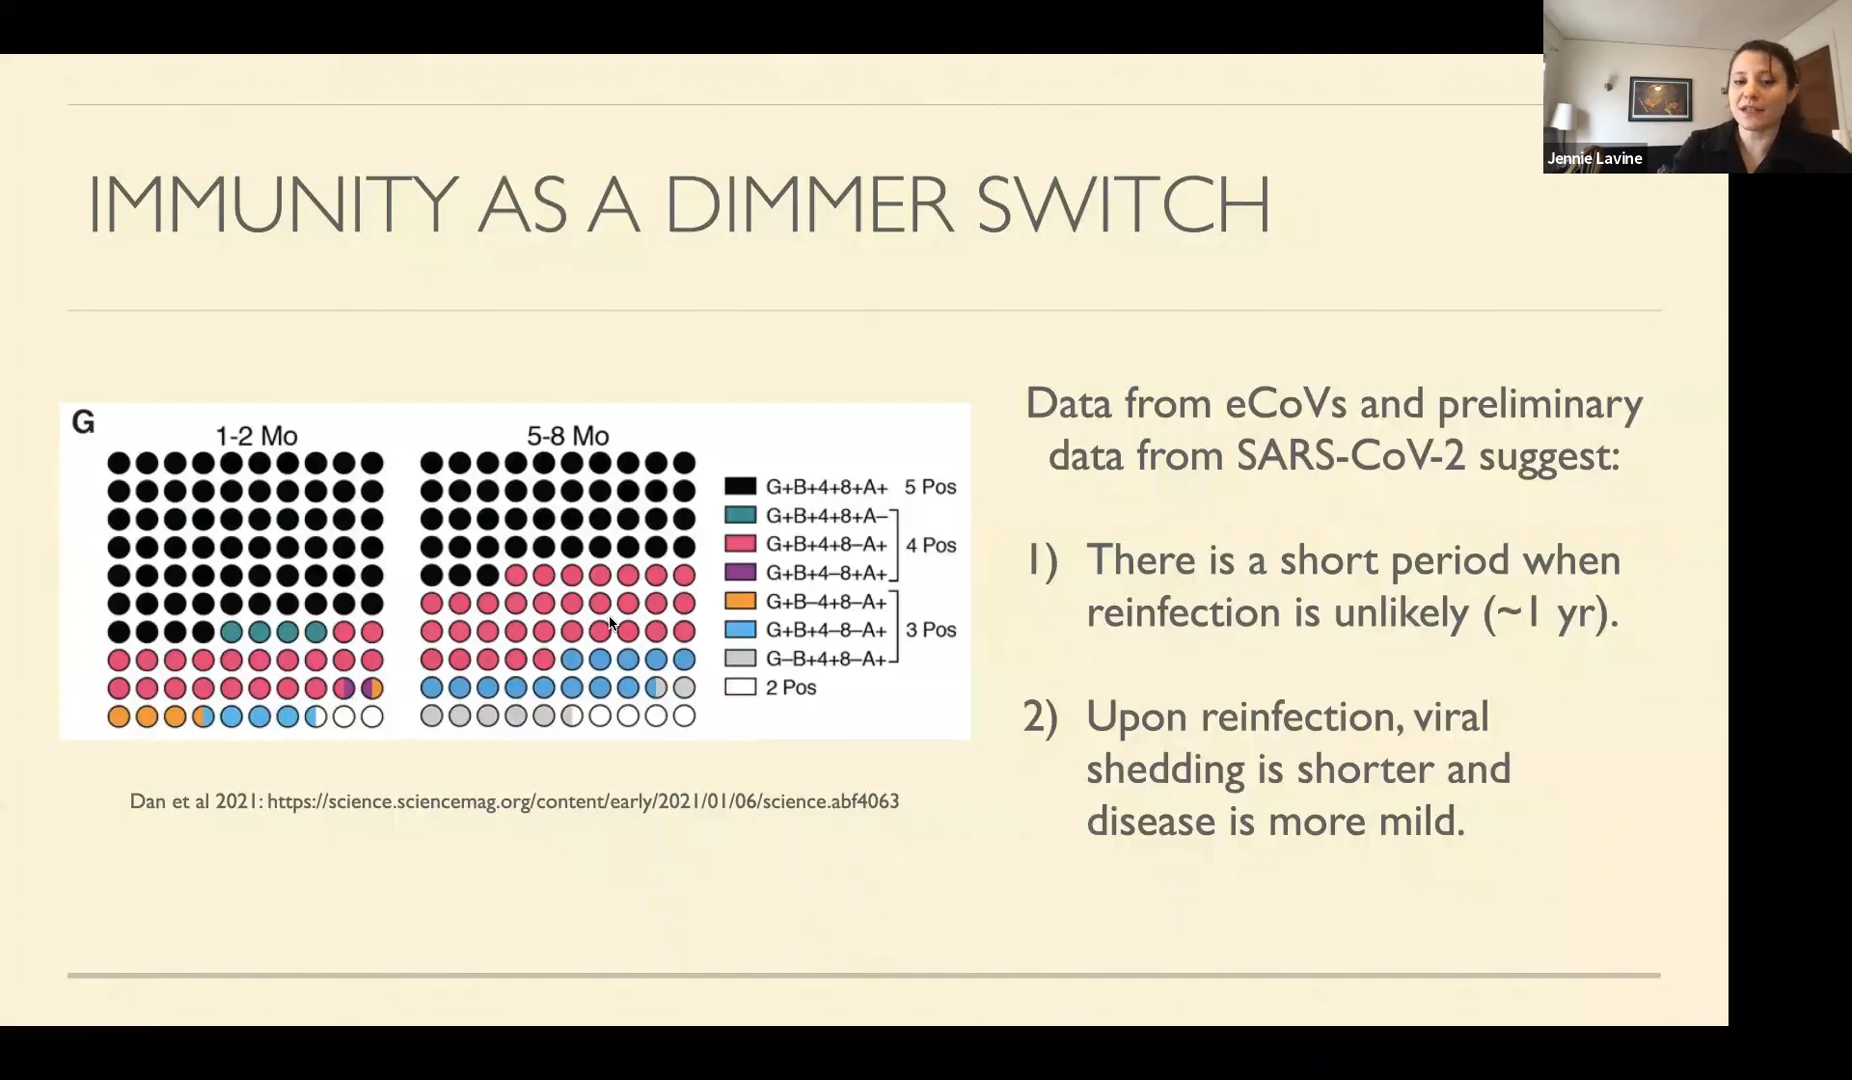 Jennie Lavine
IMMUNITY AS A DIMMER SWITCH
G
1-2 Mo
5-8 Mo
G+B+4+8+A+ 5 Pos
G+B+4+8+A–
G+B+4+8–A+ 4 Pos
G+B+4–8+A+
G+B–4+8–A+
G+B+4–8–A+ 3 Pos
G–B+4+8–A+
2 Pos
Dan et al 2021: https://science.sciencemag.org/content/early/2021/01/06/science.abf4063
Data from eCoVs and preliminary
data from SARS-CoV-2 suggest:
1) There is a short period when
reinfection is unlikely (~1 yr).
2) Upon reinfection, viral
shedding is shorter and
disease is more mild.